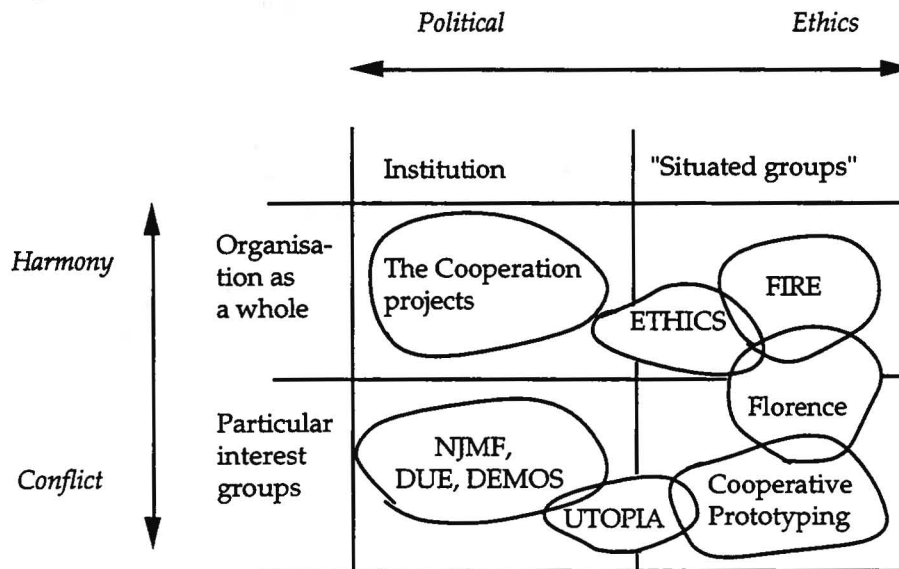 Political Ethics
Institution "Situated groups"
Harmony
Organisa-
tion as
a whole
The Cooperation
projects
ETHICS
FIRE
Florence
Conflict
Particular
interest
groups
NJMF,
DUE, DEMOS
UTOPIA
Cooperative
Prototyping